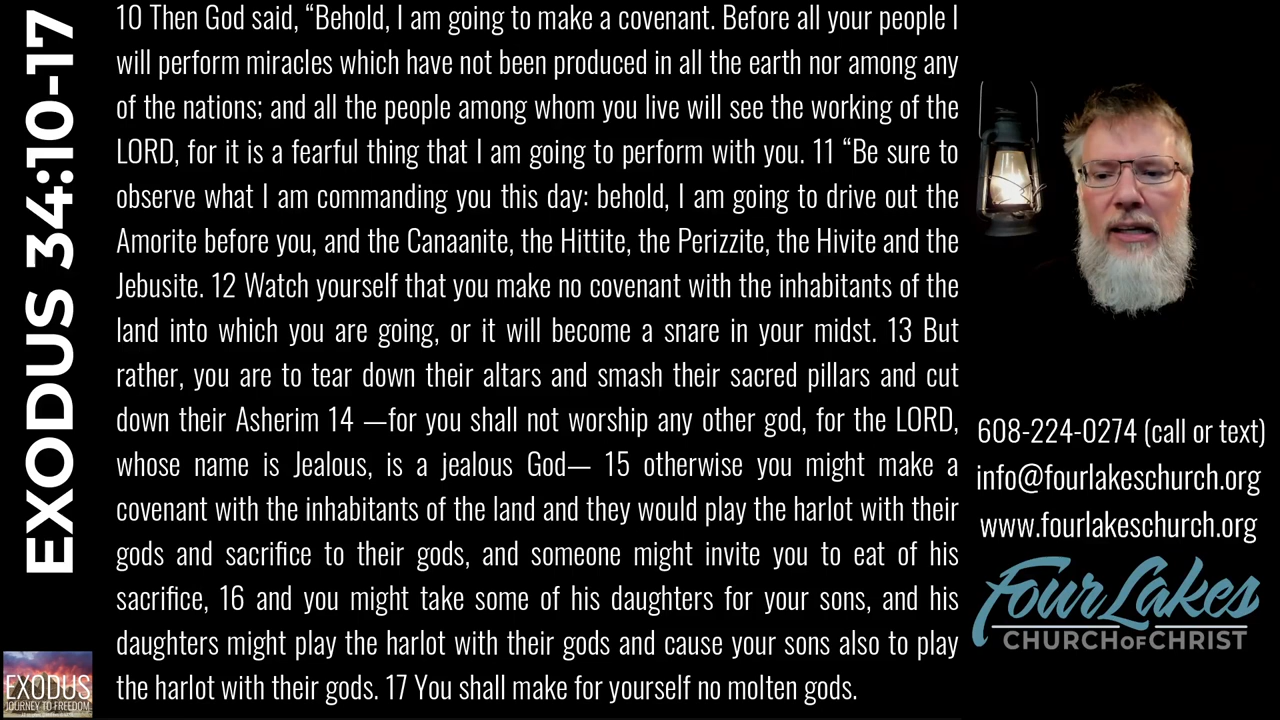 EXODUS 34:10-17
10 Then God said, “Behold, I am going to make a covenant. Before all your people I
will perform miracles which have not been produced in all the earth nor among any
of the nations; and all the people among whom you live will see the working of the
LORD, for it is a fearful thing that I am going to perform with you. 11 “Be sure to
observe what I am commanding you this day: behold, I am going to drive out the
Amorite before you, and the Canaanite, the Hittite, the Perizzite, the Hivite and the
Jebusite. 12 Watch yourself that you make no covenant with the inhabitants of the
land into which you are going, or it will become a snare in your midst. 13 But
rather, you are to tear down their altars and smash their sacred pillars and cut
down their Asherim 14 —for you shall not worship any other god, for the LORD,
whose name is Jealous, is a jealous God— 15 otherwise you might make a
covenant with the inhabitants of the land and they would play the harlot with their
gods and sacrifice to their gods, and someone might invite you to eat of his
sacrifice, 16 and you might take some of his daughters for your sons, and his
daughters might play the harlot with their gods and cause your sons also to play
the harlot with their gods. 17 You shall make for yourself no molten gods.
608-224-0274 (call or text)
info@fourlakeschurch.org
www.fourlakeschurch.org
Four Lakes
CHURCH OF CHRIST
EXODUS
JOURNEY TO FREEDOM